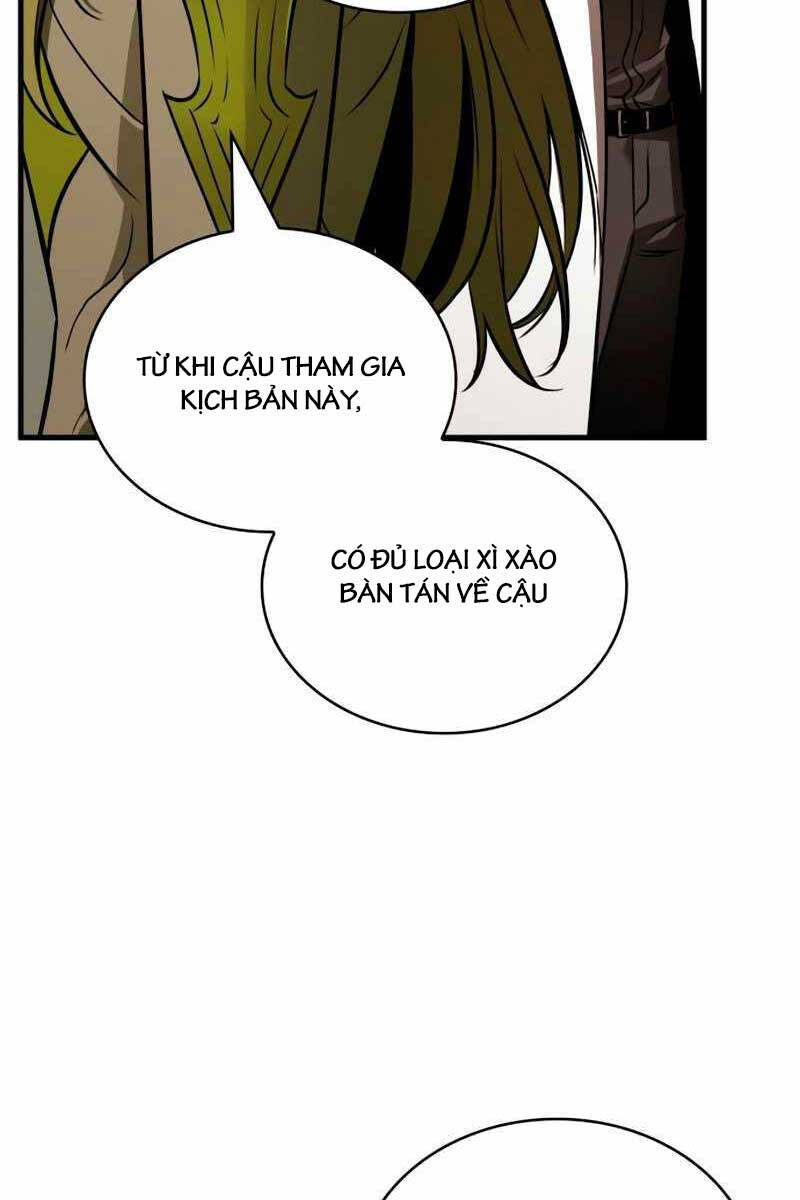 TỪ KHI CẬU THAM GIA
KỊCH BẢN NÀY,
CÓ ĐỦ LOẠI XÌ XÀO
BÀN TÁN VỀ CẬU